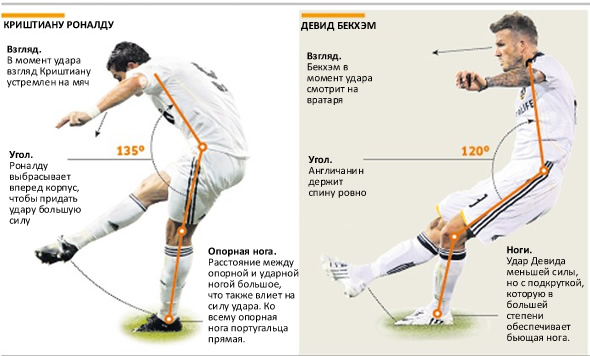 КРИШТИАНУ РОНАЛДУ
Взгляд.
В момент удара
взгляд Криштиану
устремлен на мяч
135º
Угол.
Роналду
выбрасывает
вперед корпус,
чтобы придать
удару большую
силу
Опорная нога.
Расстояние между
опорной и ударной
ногой большое,
что также влиет на
силу удара. Ко
всему опорная
нога португальца
прямая.
ДЕВИД БЕКХЭМ
Взгляд.
Бекхэм в
момент удара
смотрит на
вратаря
120º
Угол.
Англичанин
держит
спину ровно
Ноги.
Удар Девида
меньшей силы,
но с подкруткой,
которую в
большей
степени
обеспечивает
бьющая нога.